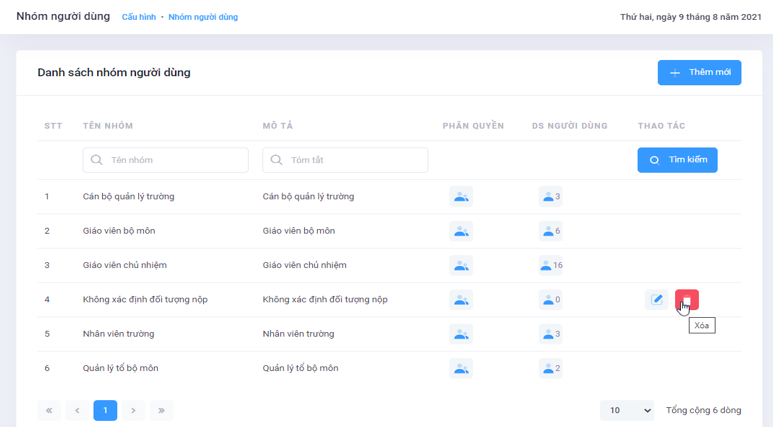 Nhóm người dùng Cấu hình • Nhóm người dùng Thứ hai, ngày 9 tháng 8 năm 2021
Danh sách nhóm người dùng Thêm mới
STT TÊN NHÓM MÔ TẢ PHÂN QUYỀN DS NGƯỜI DÙNG THAO TÁC
Tên nhóm Tóm tắt Tìm kiếm
1 Cán bộ quản lý trường Cán bộ quản lý trường 3
2 Giáo viên bộ môn Giáo viên bộ môn 6
3 Giáo viên chủ nhiệm Giáo viên chủ nhiệm 16
4 Không xác định đối tượng nộp Không xác định đối tượng nộp 0
Xóa
5 Nhân viên trường Nhân viên trường 3
6 Quản lý tổ bộ môn Quản lý tổ bộ môn 2
« ‹ 1 › » 10 Tổng cộng 6 dòng